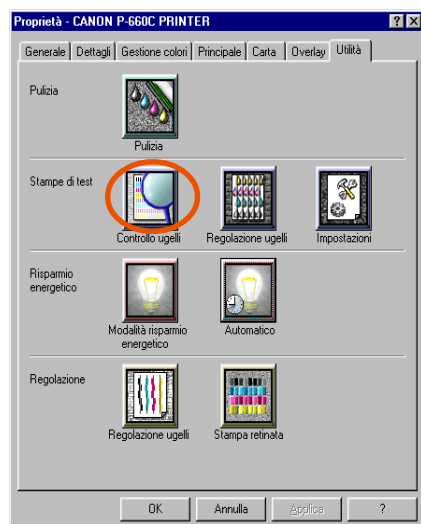 Proprietà - CANON P-660C PRINTER
Generale Dettagli Gestione colori Principale Carta Overlay Utilità
Pulizia
Pulizia
Stampe di test
Controllo ugelli Regolazione ugelli Impostazioni
Risparmio
energetico
Modalità risparmio
energetico
Automatico
Regolazione
Regolazione ugelli Stampa retinata
OK Annulla Applica ?